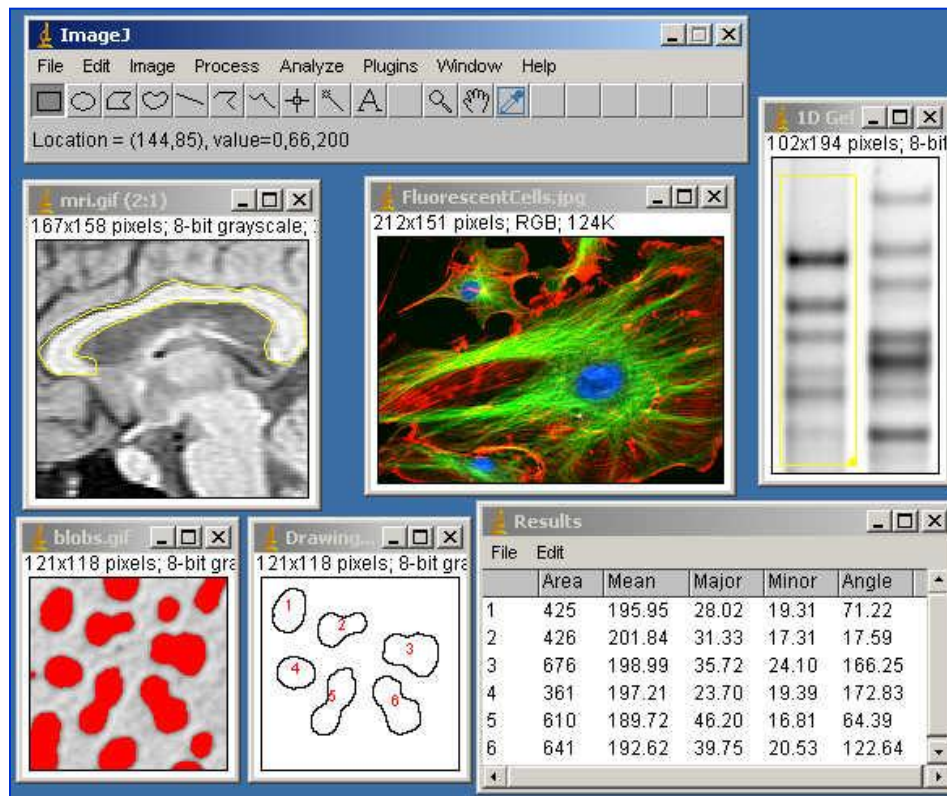 ImageJ
File Edit Image Process Analyze Plugins Window Help
A
Location = (144,85), value=0,66,200
1D Gel
102x194 pixels; 8-bit
mri.gif (2:1)
167x158 pixels; 8-bit grayscale;
FluorescentCells.jpg
212x151 pixels; RGB; 124K
blobs.gif
121x118 pixels; 8-bit gra
Drawing...
121x118 pixels; 8-bit gra
1
2
3
4
5
6
Results
File Edit
Area Mean Major Minor Angle
1 425 195.95 28.02 19.31 71.22
2 426 201.84 31.33 17.31 17.59
3 676 198.99 35.72 24.10 166.25
4 361 197.21 23.70 19.39 172.83
5 610 189.72 46.20 16.81 64.39
6 641 192.62 39.75 20.53 122.64